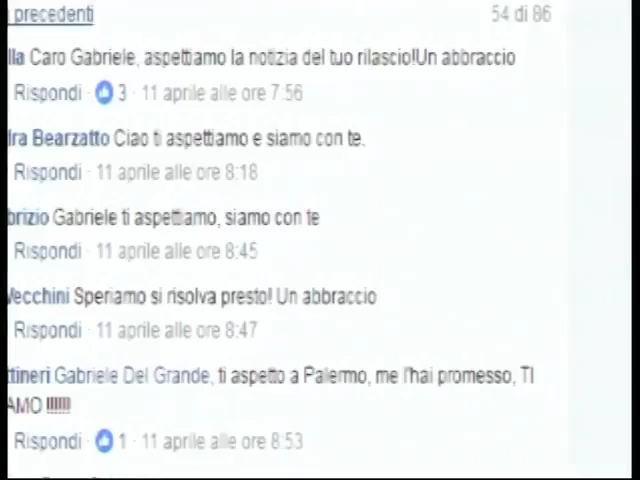 precedenti 54 di 86
lla Caro Gabriele, aspettiamo la notizia del tuo rilascio!Un abbraccio
Rispondi · 3 · 11 aprile alle ore 7:56
Ira Bearzatto Ciao ti aspettiamo e siamo con te.
Rispondi · 11 aprile alle ore 8:18
brizio Gabriele ti aspettiamo, siamo con te
Rispondi · 11 aprile alle ore 8:45
Vecchini Speriamo si risolva presto! Un abbraccio
Rispondi · 11 aprile alle ore 8:47
ttineri Gabriele Del Grande, ti aspetto a Palermo, me l'hai promesso, TI
AMO !!!!!!!
Rispondi · 1 · 11 aprile alle ore 8:53